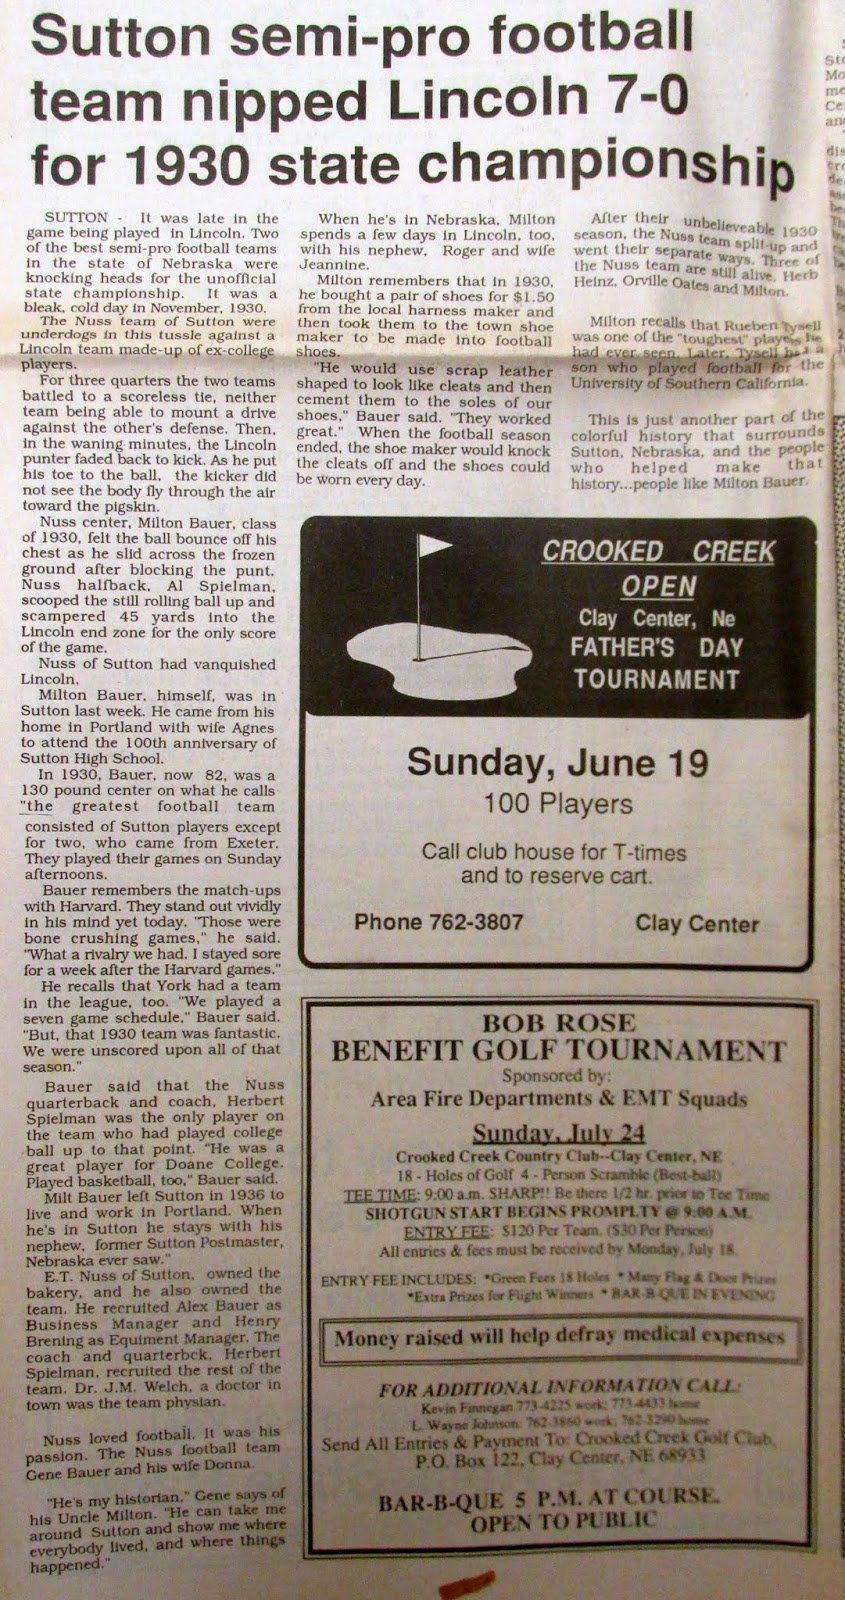 Sutton semi-pro football
team nipped Lincoln 7-0
for 1930 state championship
SUTTON - It was late in the
game being played in Lincoln. Two
of the best semi-pro football teams
in the state of Nebraska were
knocking heads for the unofficial
state championship. It was a
bleak, cold day in November, 1930.
The Nuss team of Sutton were
underdogs in this tussle against a
Lincoln team made-up of ex-college
players.
For three quarters the two teams
battled to a scoreless tie, neither
team being able to mount a drive
against the other's defense. Then,
in the waning minutes, the Lincoln
punter faded back to kick. As he put
his toe to the ball, the kicker did
not see the body fly through the air
toward the pigskin.
Nuss center, Milton Bauer, class
of 1930, felt the ball bounce off his
chest as he slid across the frozen
ground after blocking the punt.
Nuss halfback, Al Spielman,
scooped the still rolling ball up and
scampered 45 yards into the
Lincoln end zone for the only score
of the game.
Nuss of Sutton had vanquished
Lincoln.
Milton Bauer, himself, was in
Sutton last week. He came from his
home in Portland with wife Agnes
to attend the 100th anniversary of
Sutton High School.
In 1930, Bauer, now 82, was a
130 pound center on what he calls
"the greatest football team
consisted of Sutton players except
for two, who came from Exeter.
They played their games on Sunday
afternoons.
Bauer remembers the match-ups
with Harvard. They stand out vividly
in his mind yet today. "Those were
bone crushing games," he said.
"What a rivalry we had. I stayed sore
for a week after the Harvard games."
He recalls that York had a team
in the league, too. "We played a
seven game schedule," Bauer said.
"But, that 1930 team was fantastic.
We were unscored upon all of that
season."
Bauer said that the Nuss
quarterback and coach, Herbert
Spielman was the only player on
the team who had played college
ball up to that point. "He was a
great player for Doane College.
Played basketball, too," Bauer said.
Milt Bauer left Sutton in 1936 to
live and work in Portland. When
he's in Sutton he stays with his
nephew, former Sutton Postmaster,
Nebraska ever saw."
E.T. Nuss of Sutton, owned the
bakery, and he also owned the
team. He recruited Alex Bauer as
Business Manager and Henry
Brening as Equiment Manager. The
coach and quarterbck, Herbert
Spielman, recruited the rest of the
team. Dr. J.M. Welch, a doctor in
town was the team physian.
Nuss loved football. It was his
passion. The Nuss football team
Gene Bauer and his wife Donna.
"He's my historian," Gene says of
his Uncle Milton. "He can take me
around Sutton and show me where
everybody lived, and where things
happened."
When he's in Nebraska, Milton
spends a few days in Lincoln, too,
with his nephew, Roger and wife
Jeannine.
Milton remembers that in 1930,
he bought a pair of shoes for $1.50
from the local harness maker and
then took them to the town shoe
maker to be made into football
shoes.
"He would use scrap leather
shaped to look like cleats and then
cement them to the soles of our
shoes," Bauer said. "They worked
great." When the football season
ended, the shoe maker would knock
the cleats off and the shoes could
be worn every day.
After their unbelieveable 1930
season, the Nuss team split-up and
went their separate ways. Three of
the Nuss team are still alive. Herb
Heinz, Orville Oates and Milton.
Milton recalls that Rueben Tysell
was one of the "toughest" players he
had ever seen. Later, Tysell had a
son who played football for the
University of Southern California.
This is just another part of the
colorful history that surrounds
Sutton, Nebraska, and the people
who helped make that
history...people like Milton Bauer.
CROOKED CREEK
OPEN
Clay Center, Ne
FATHER'S DAY
TOURNAMENT
Sunday, June 19
100 Players
Call club house for T-times
and to reserve cart.
Phone 762-3807 Clay Center
BOB ROSE
BENEFIT GOLF TOURNAMENT
Sponsored by:
Area Fire Departments & EMT Squads
Sunday, July 24
Crooked Creek Country Club--Clay Center, NE
18 - Holes of Golf 4 - Person Scramble (Best-ball)
TEE TIME: 9:00 a.m. SHARP!! Be there 1/2 hr. prior to Tee Time
SHOTGUN START BEGINS PROMPLTY @ 9:00 A.M.
ENTRY FEE: $120 Per Team. ($30 Per Person)
All entries & fees must be received by Monday, July 18.
ENTRY FEE INCLUDES: *Green Fees 18 Holes * Many Flag & Door Prizes
*Extra Prizes for Flight Winners * BAR-B-QUE IN EVENING
Money raised will help defray medical expenses
FOR ADDITIONAL INFORMATION CALL:
Kevin Finnegan 773-4225 work; 773-4433 home
L. Wayne Johnson: 762-3860 work; 762-3290 home
Send All Entries & Payment To: Crooked Creek Golf Club,
P.O. Box 122, Clay Center, NE 68933
BAR-B-QUE 5 P.M. AT COURSE.
OPEN TO PUBLIC